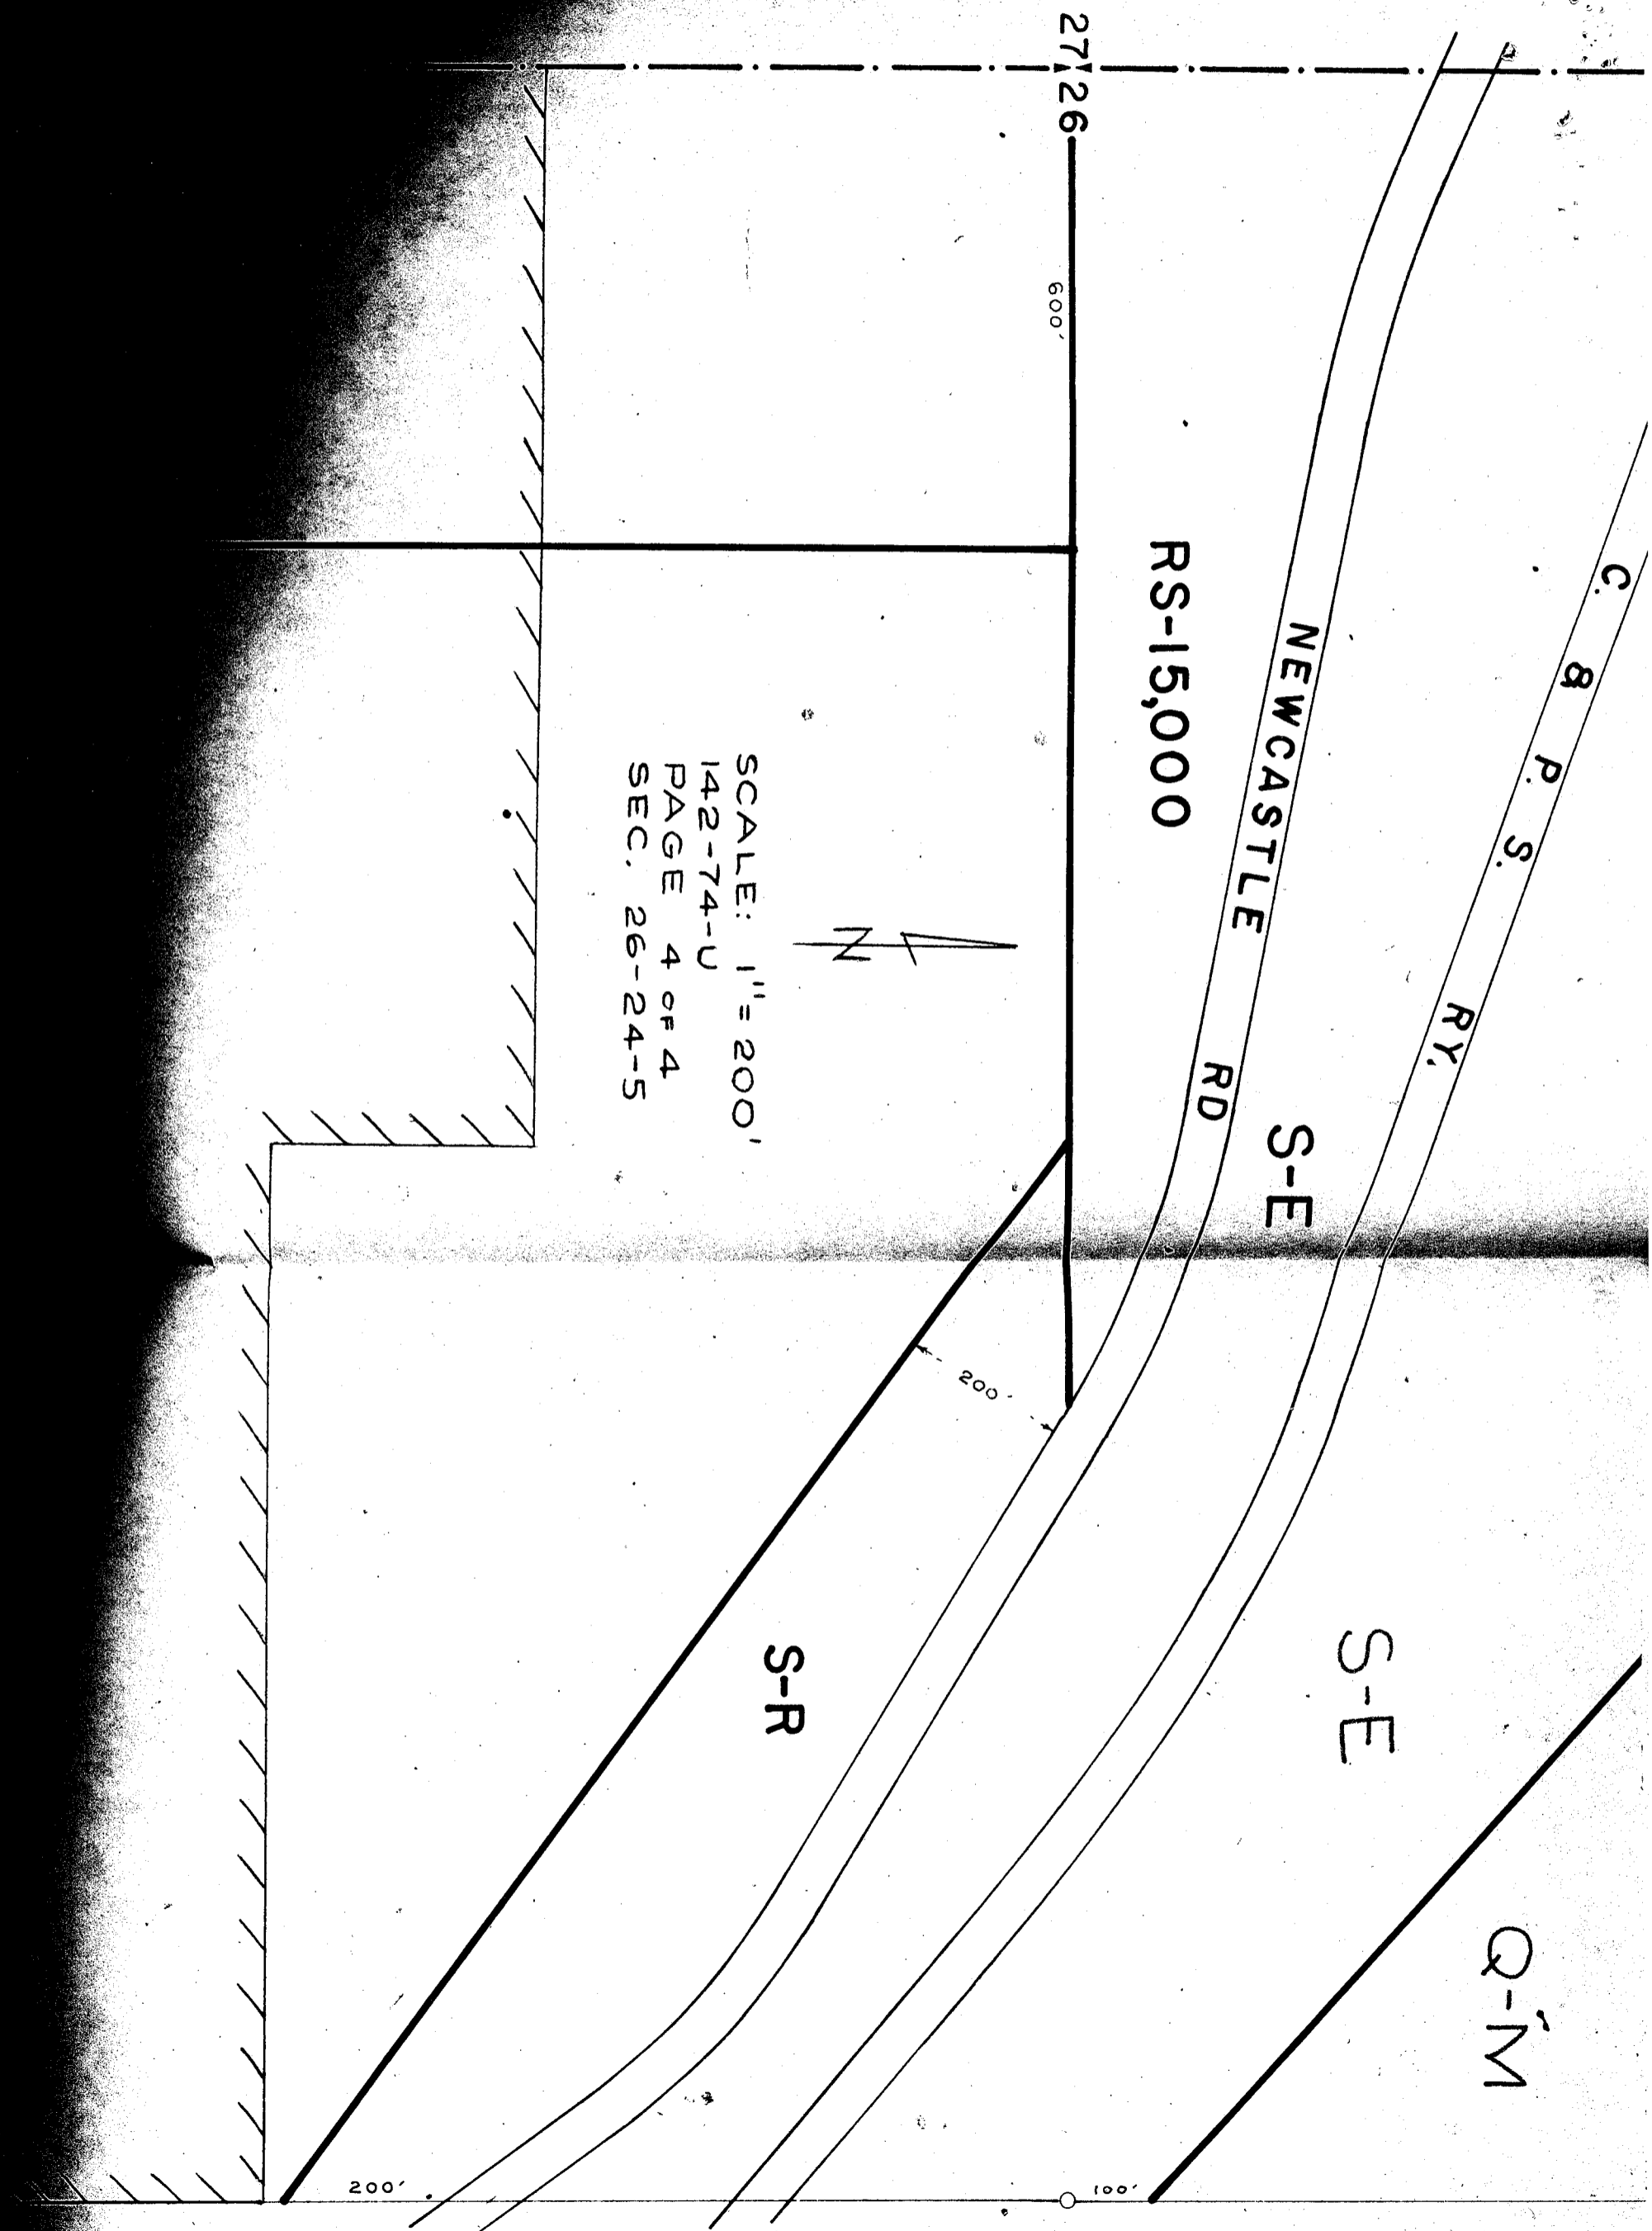 27 26
600'
C. & P. S. RY.
NEWCASTLE RD
RS-15,000
S-E
SCALE: 1"=200'
142-74-U
PAGE 4 OF 4
SEC. 26-24-5
N
200'
S-E
S-R
Q-M
200'
100'